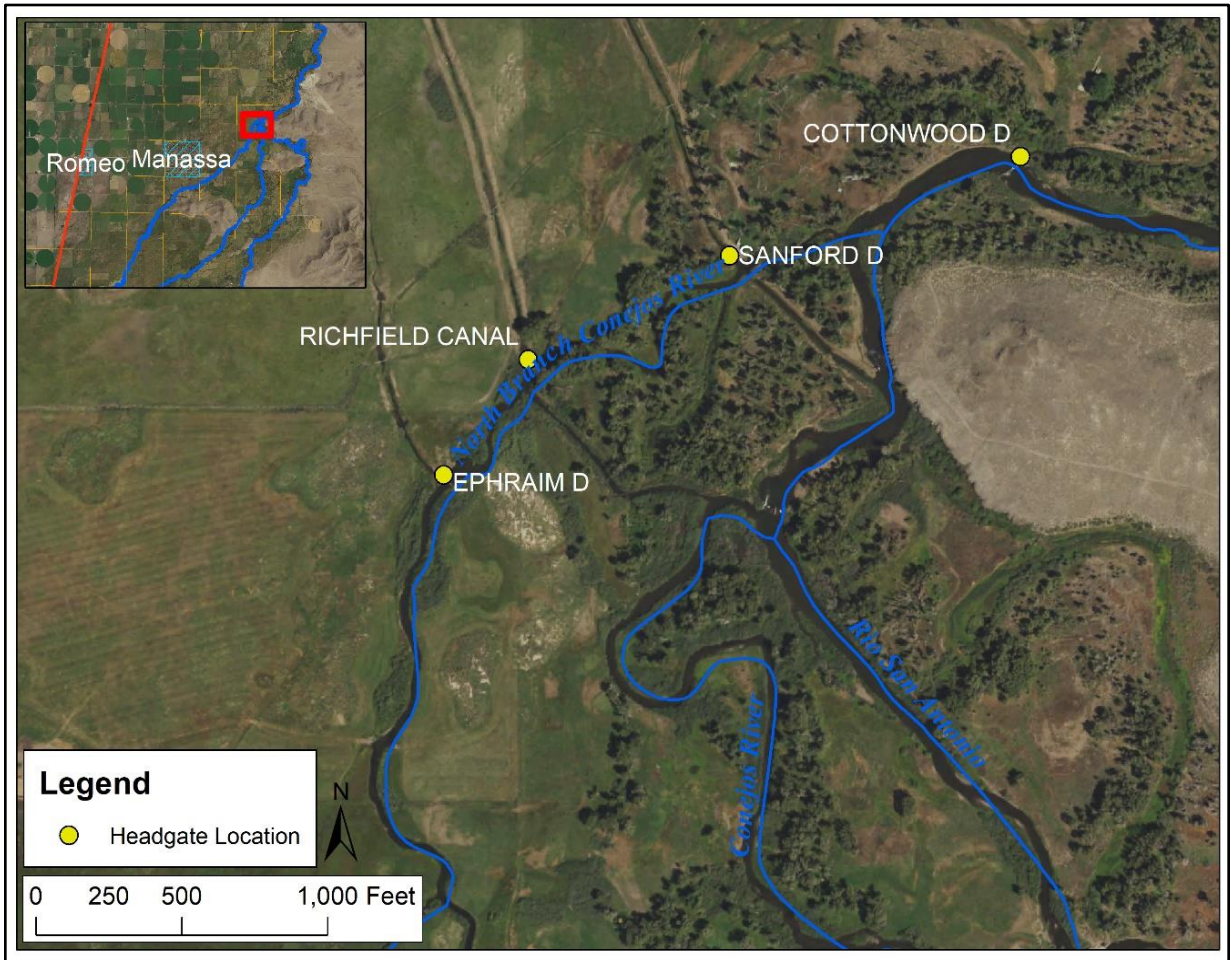 Romeo
Manassa
COTTONWOOD D
SANFORD D
RICHFIELD CANAL
North Branch Conejos River
EPHRAIM D
Rio San Antonio
Conejos River
Legend
Headgate Location
N
0 250 500 1,000 Feet